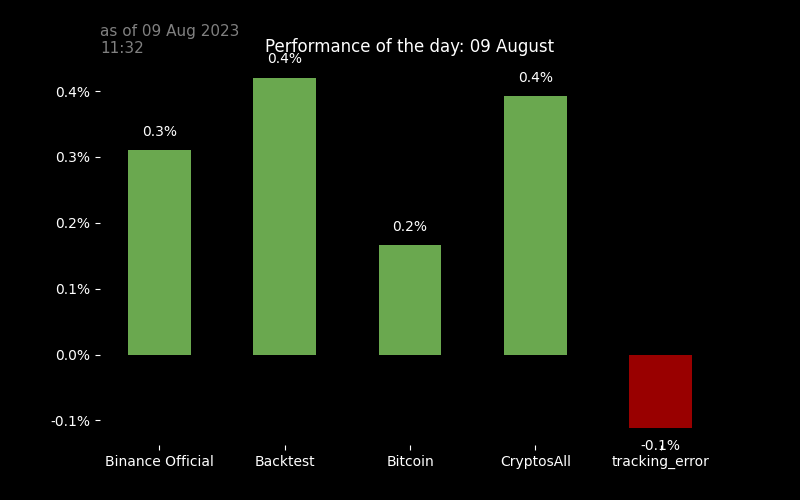 as of 09 Aug 2023
11:32
Performance of the day: 09 August
0.4%
0.4%
0.3%
0.2%
0.4%
0.3%
0.2%
0.1%
0.0%
-0.1%
-0.1%
Binance Official
Backtest
Bitcoin
CryptosAll
tracking_error